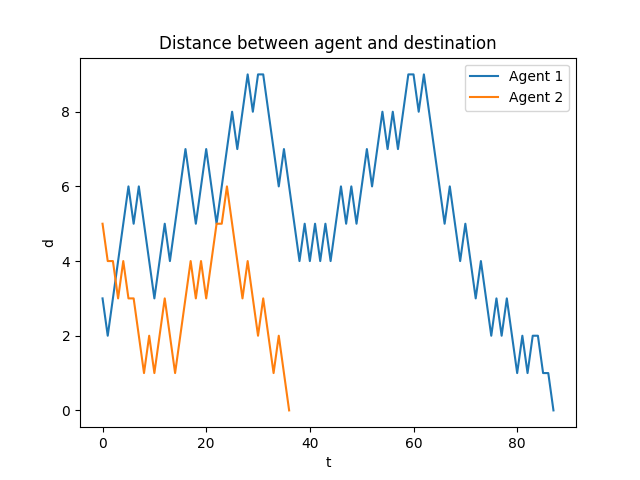 Distance between agent and destination
Agent 1
Agent 2
d
8
6
4
2
0
0 20 40 60 80
t